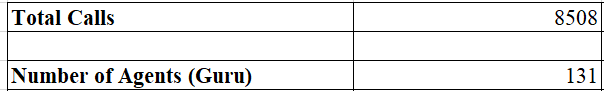 Total Calls 8508
Number of Agents (Guru) 131